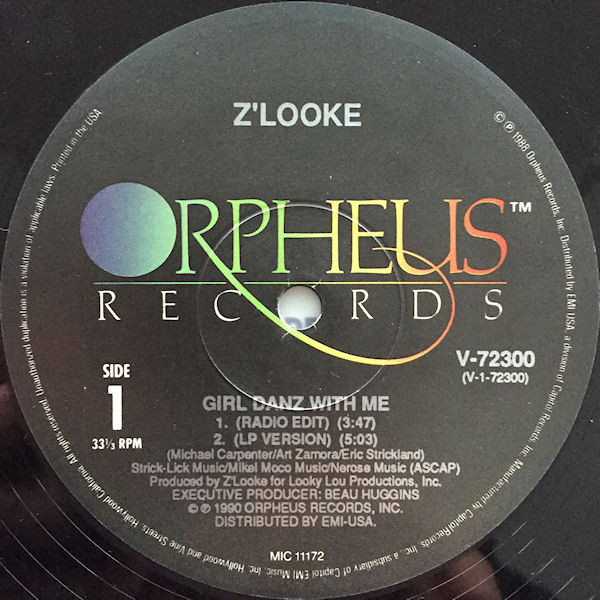 Z'LOOKE
ORPHEUS™
RECORDS
SIDE
1
33⅓ RPM
V-72300
(V-1-72300)
GIRL DANZ WITH ME
1. (RADIO EDIT) (3:47)
2. (LP VERSION) (5:03)
(Michael Carpenter/Art Zamora/Eric Strickland)
Strick-Lick Music/Mikel Moco Music/Nerose Music (ASCAP)
Produced by Z'Looke for Looky Lou Productions, Inc.
EXECUTIVE PRODUCER: BEAU HUGGINS
© ℗ 1990 ORPHEUS RECORDS, INC.
DISTRIBUTED BY EMI-USA.
MIC 11172
© ℗ 1988 Orpheus Records, Inc. Distributed by EMI USA, a division of Capitol Records, Inc. Manufactured by Capitol Records, Inc., a subsidiary of Capitol EMI Music, Inc. Hollywood and Vine Streets, Hollywood California. All rights reserved. Unauthorized duplication is a violation of applicable laws. Printed in the USA